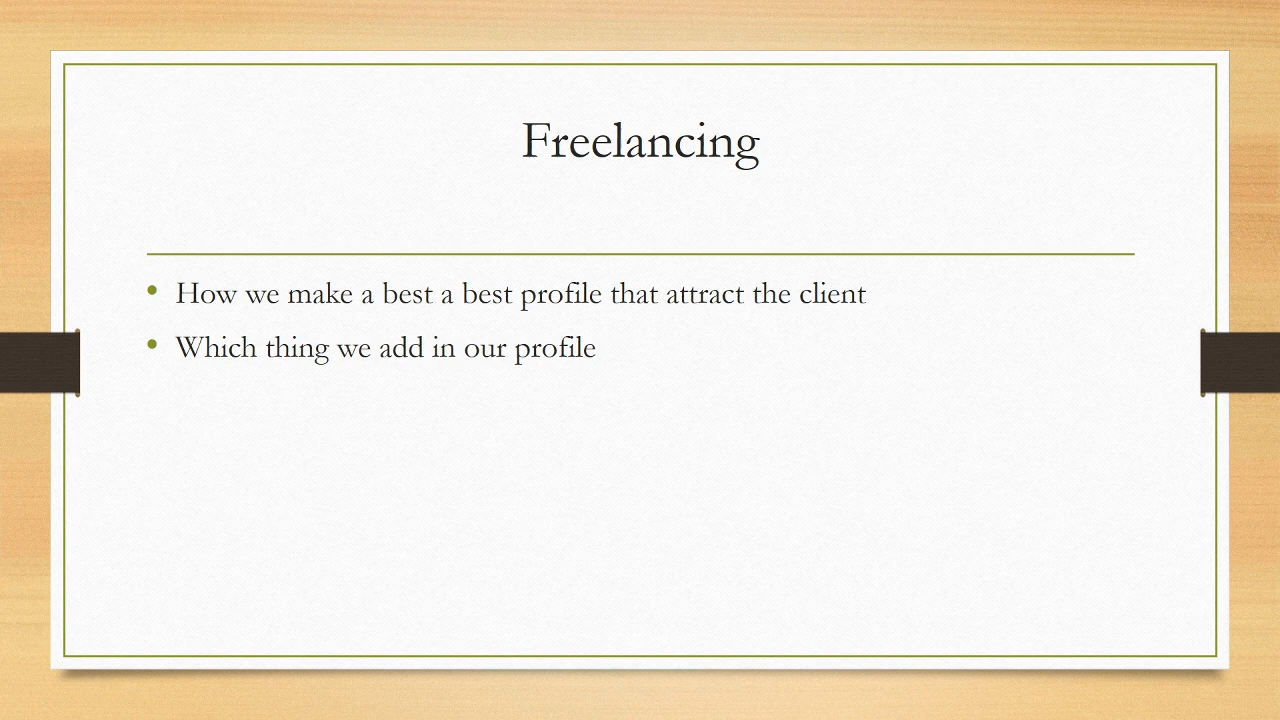 Freelancing
• How we make a best a best profile that attract the client
• Which thing we add in our profile